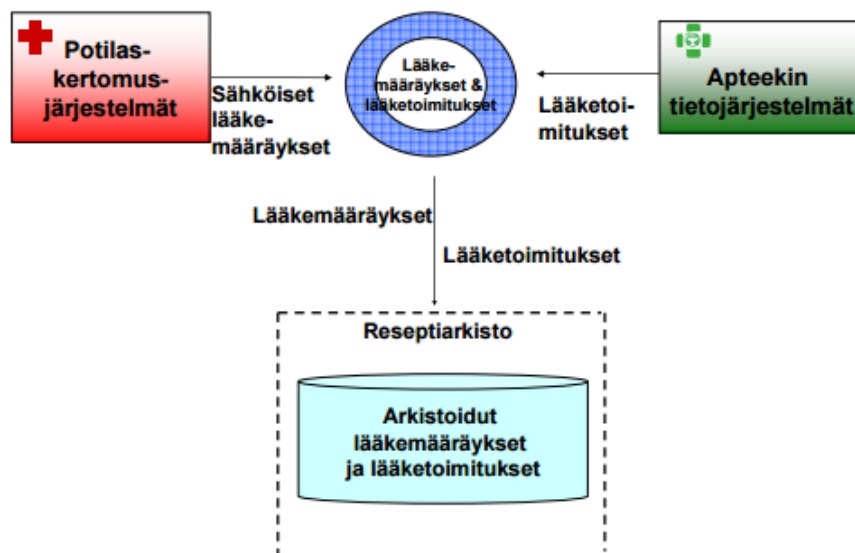 Potilas-
kertomus-
järjestelmät
Sähköiset
lääke-
määräykset
Lääke-
määräykset &
lääketoimitukset
Lääketoi-
mitukset
Apteekin
tietojärjestelmät
Lääkemääräykset
Lääketoimitukset
Reseptiarkisto
Arkistoidut
lääkemääräykset
ja lääketoimitukset